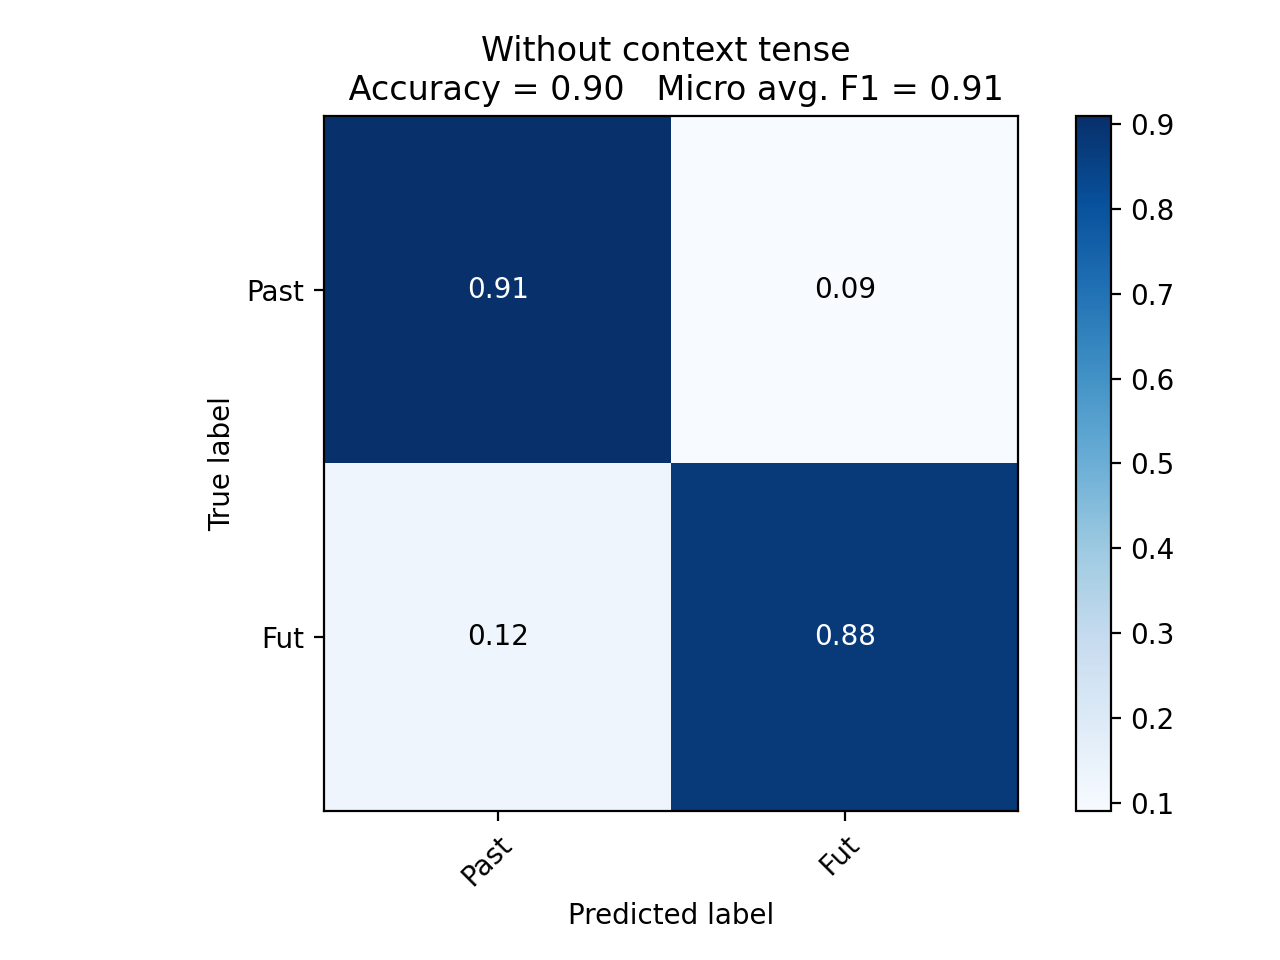 Without context tense
Accuracy = 0.90   Micro avg. F1 = 0.91
0.9
0.8
0.7
0.6
0.5
0.4
0.3
0.2
0.1
Past
0.91
0.09
True label
Fut
0.12
0.88
Past
Fut
Predicted label